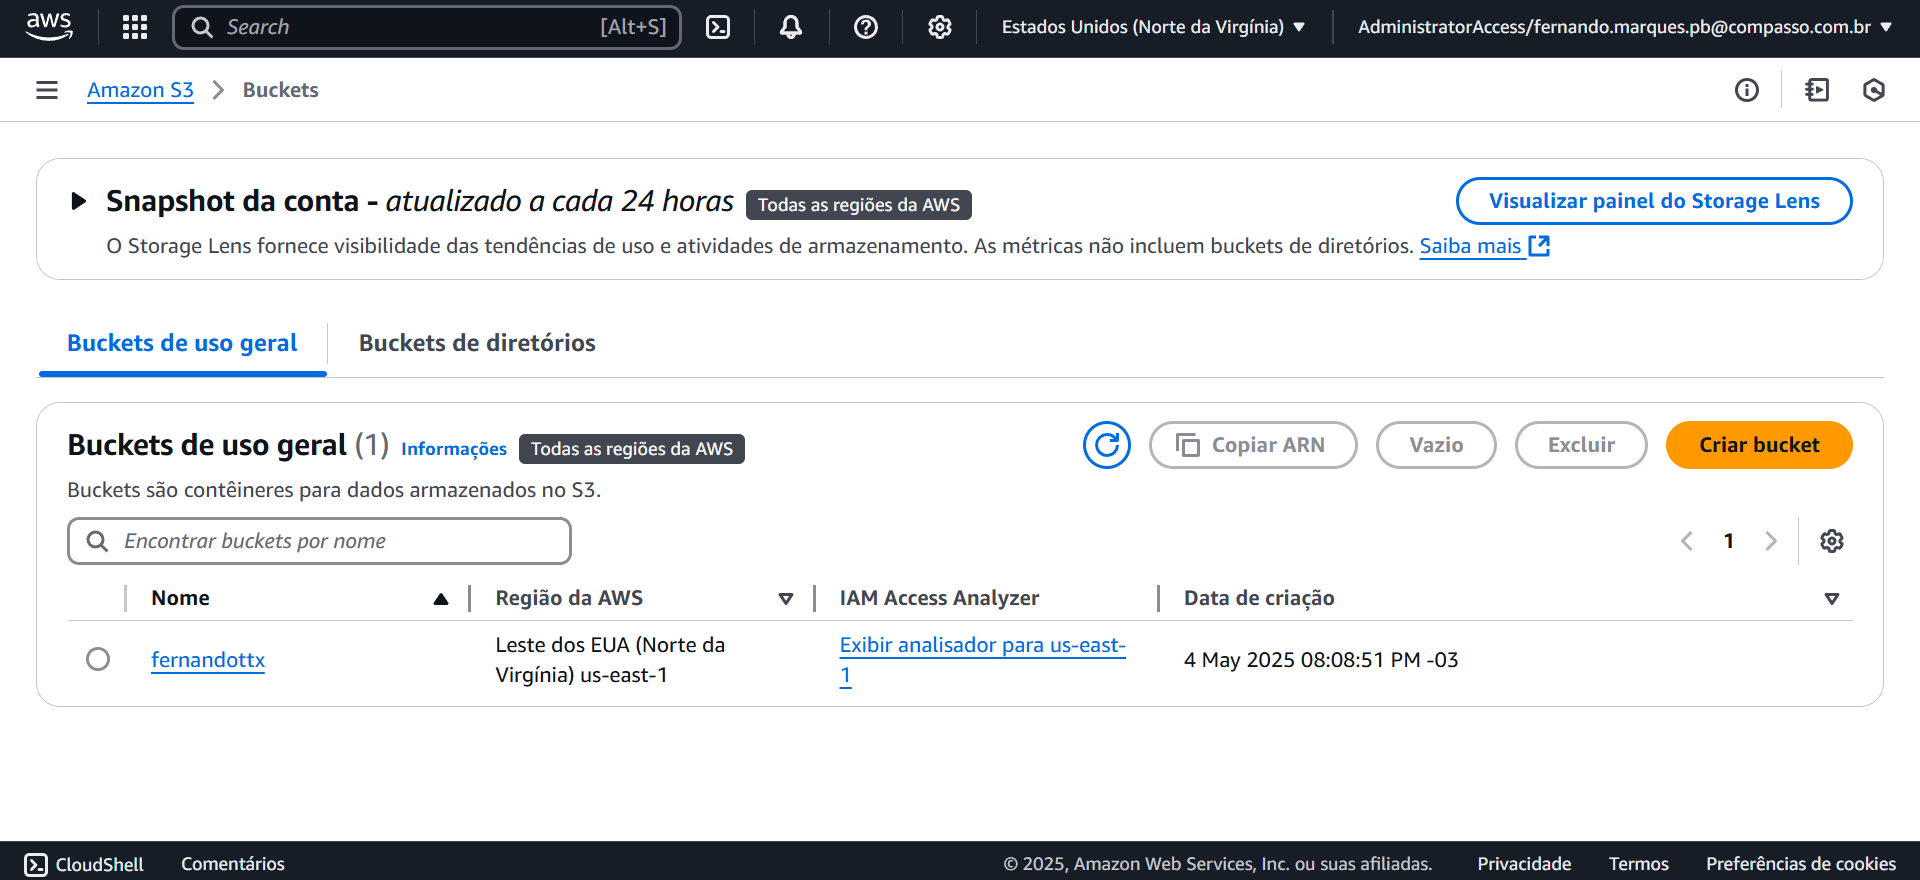 aws
Search [Alt+S]
Estados Unidos (Norte da Virgínia)
AdministratorAccess/fernando.marques.pb@compasso.com.br
Amazon S3 Buckets
Snapshot da conta - atualizado a cada 24 horas Todas as regiões da AWS
Visualizar painel do Storage Lens
O Storage Lens fornece visibilidade das tendências de uso e atividades de armazenamento. As métricas não incluem buckets de diretórios. Saiba mais
Buckets de uso geral Buckets de diretórios
Buckets de uso geral (1) Informações Todas as regiões da AWS
Copiar ARN Vazio Excluir Criar bucket
Buckets são contêineres para dados armazenados no S3.
Encontrar buckets por nome
1
Nome Região da AWS IAM Access Analyzer Data de criação
fernandottx
Leste dos EUA (Norte da
Virgínia) us-east-1
Exibir analisador para us-east-
1
4 May 2025 08:08:51 PM -03
CloudShell Comentários © 2025, Amazon Web Services, Inc. ou suas afiliadas. Privacidade Termos Preferências de cookies